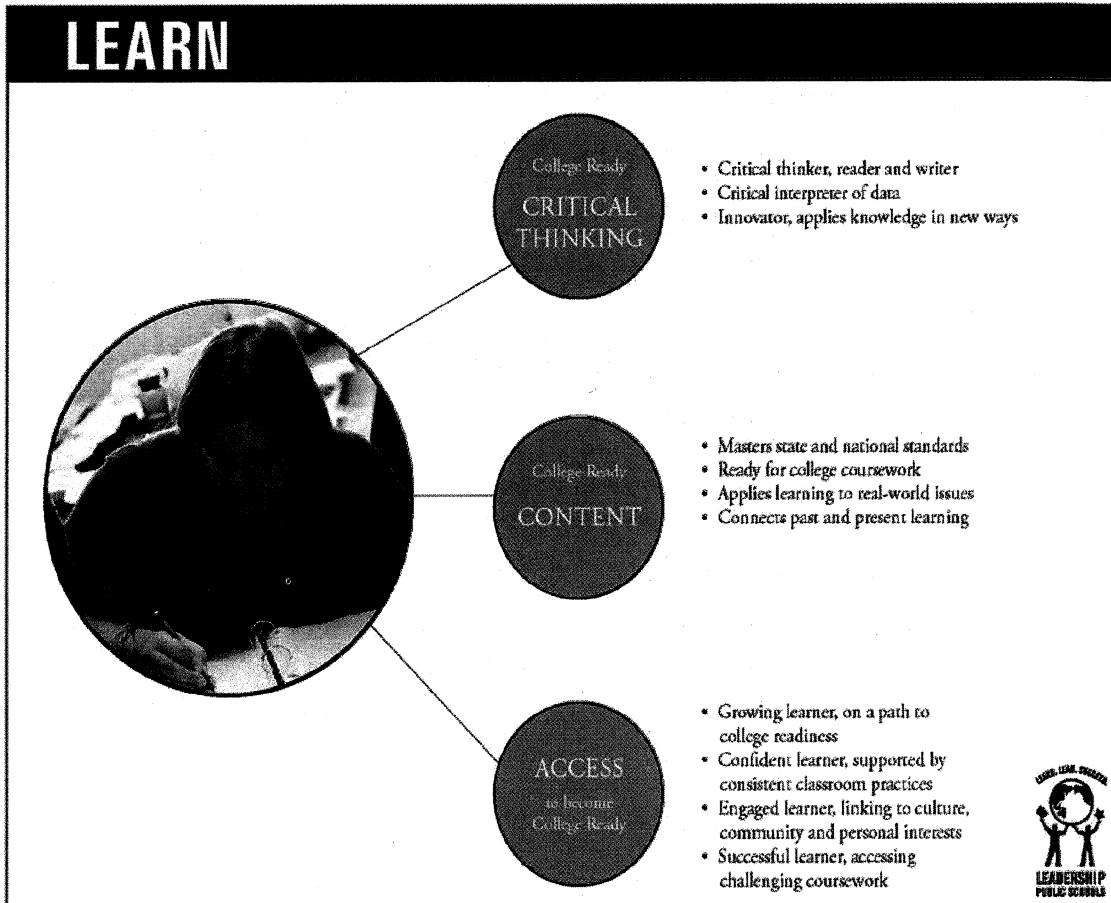 LEARN
College Ready
CRITICAL
THINKING
• Critical thinker, reader and writer
• Critical interpreter of data
• Innovator, applies knowledge in new ways
College Ready
CONTENT
• Masters state and national standards
• Ready for college coursework
• Applies learning to real-world issues
• Connects past and present learning
ACCESS
to become
College Ready
• Growing learner, on a path to
college readiness
• Confident learner, supported by
consistent classroom practices
• Engaged learner, linking to culture,
community and personal interests
• Successful learner, accessing
challenging coursework
LEARN. LEAD. SUCCEED.
LEADERSHIP
PUBLIC SCHOOLS